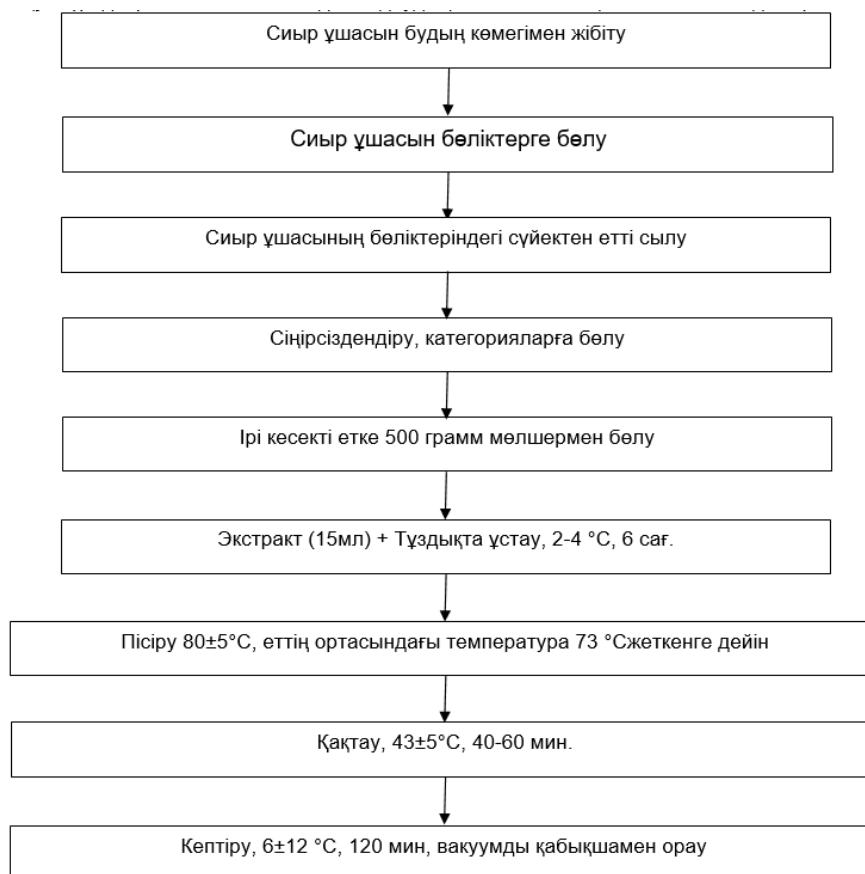 Сиыр ұшасын будың көмегімен жібіту
Сиыр ұшасын бөліктерге бөлу
Сиыр ұшасының бөліктеріндегі сүйектен етті сылу
Сіңірсіздендіру, категорияларға бөлу
Ірі кесекті етке 500 грамм мөлшермен бөлу
Экстракт (15мл) + Тұздықта ұстау, 2-4 °С, 6 сағ.
Пісіру 80±5°С, еттің ортасындағы температура 73 °Сжеткенге дейін
Қақтау, 43±5°С, 40-60 мин.
Кептіру, 6±12 °С, 120 мин, вакуумды қабықшамен орау